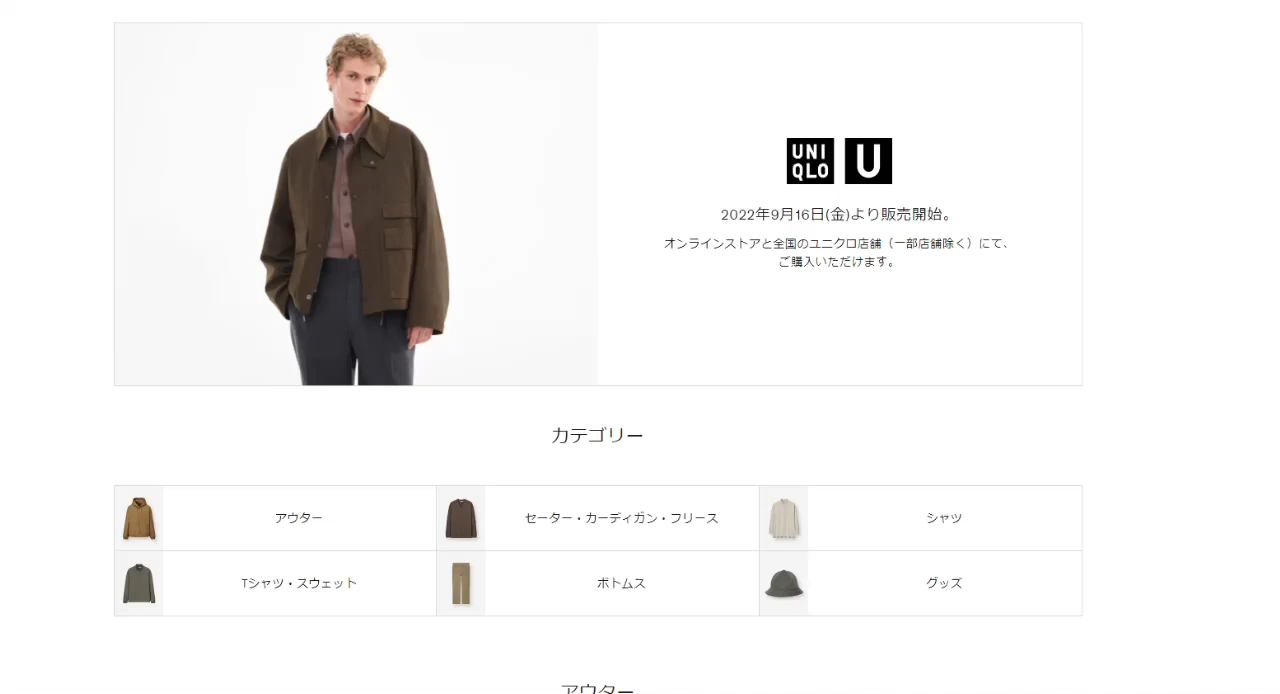 UNI
QLO
U
2022年9月16日(金)より販売開始。
オンラインストアと全国のユニクロ店舗（一部店舗除く）にて、
ご購入いただけます。
カテゴリー
アウター
セーター・カーディガン・フリース
シャツ
Tシャツ・スウェット
ボトムス
グッズ
アウター